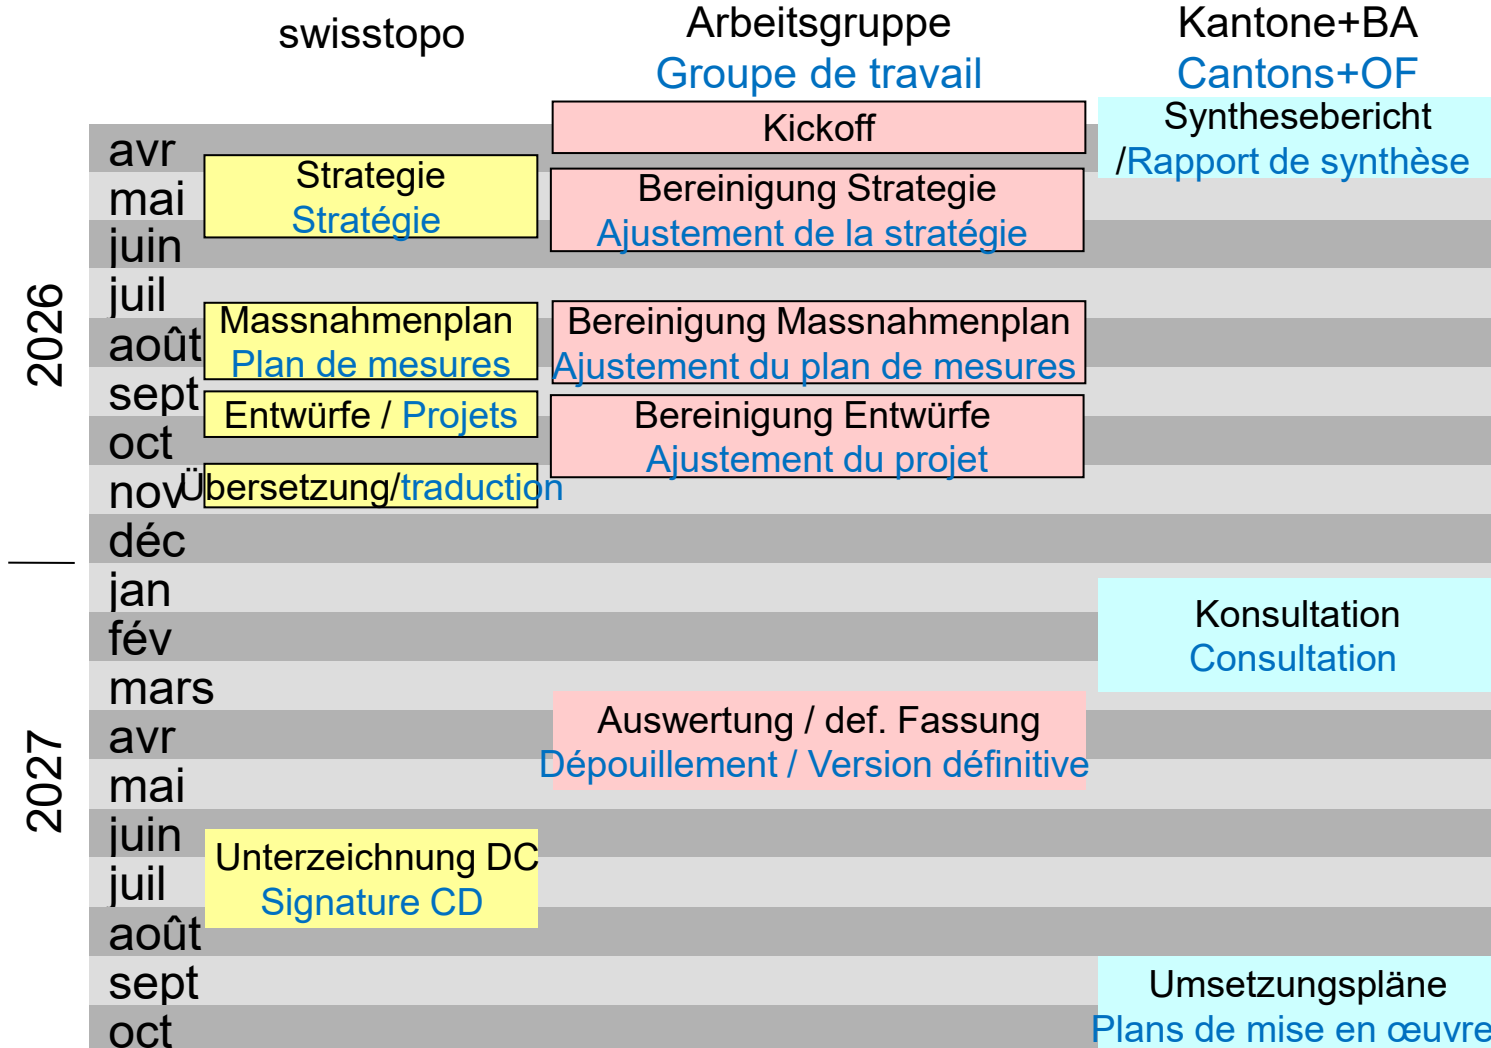 swisstopo
Arbeitsgruppe
Groupe de travail
Kantone+BA
Cantons+OF
2026
avr
mai
juin
juil
août
sept
oct
nov
déc
2027
jan
fév
mars
avr
mai
juin
juil
août
sept
oct
Strategie
Stratégie
Massnahmenplan
Plan de mesures
Entwürfe / Projets
Übersetzung/traduction
Unterzeichnung DC
Signature CD
Kickoff
Bereinigung Strategie
Ajustement de la stratégie
Bereinigung Massnahmenplan
Ajustement du plan de mesures
Bereinigung Entwürfe
Ajustement du projet
Auswertung / def. Fassung
Dépouillement / Version définitive
Synthesebericht
/Rapport de synthèse
Konsultation
Consultation
Umsetzungspläne
Plans de mise en œuvre